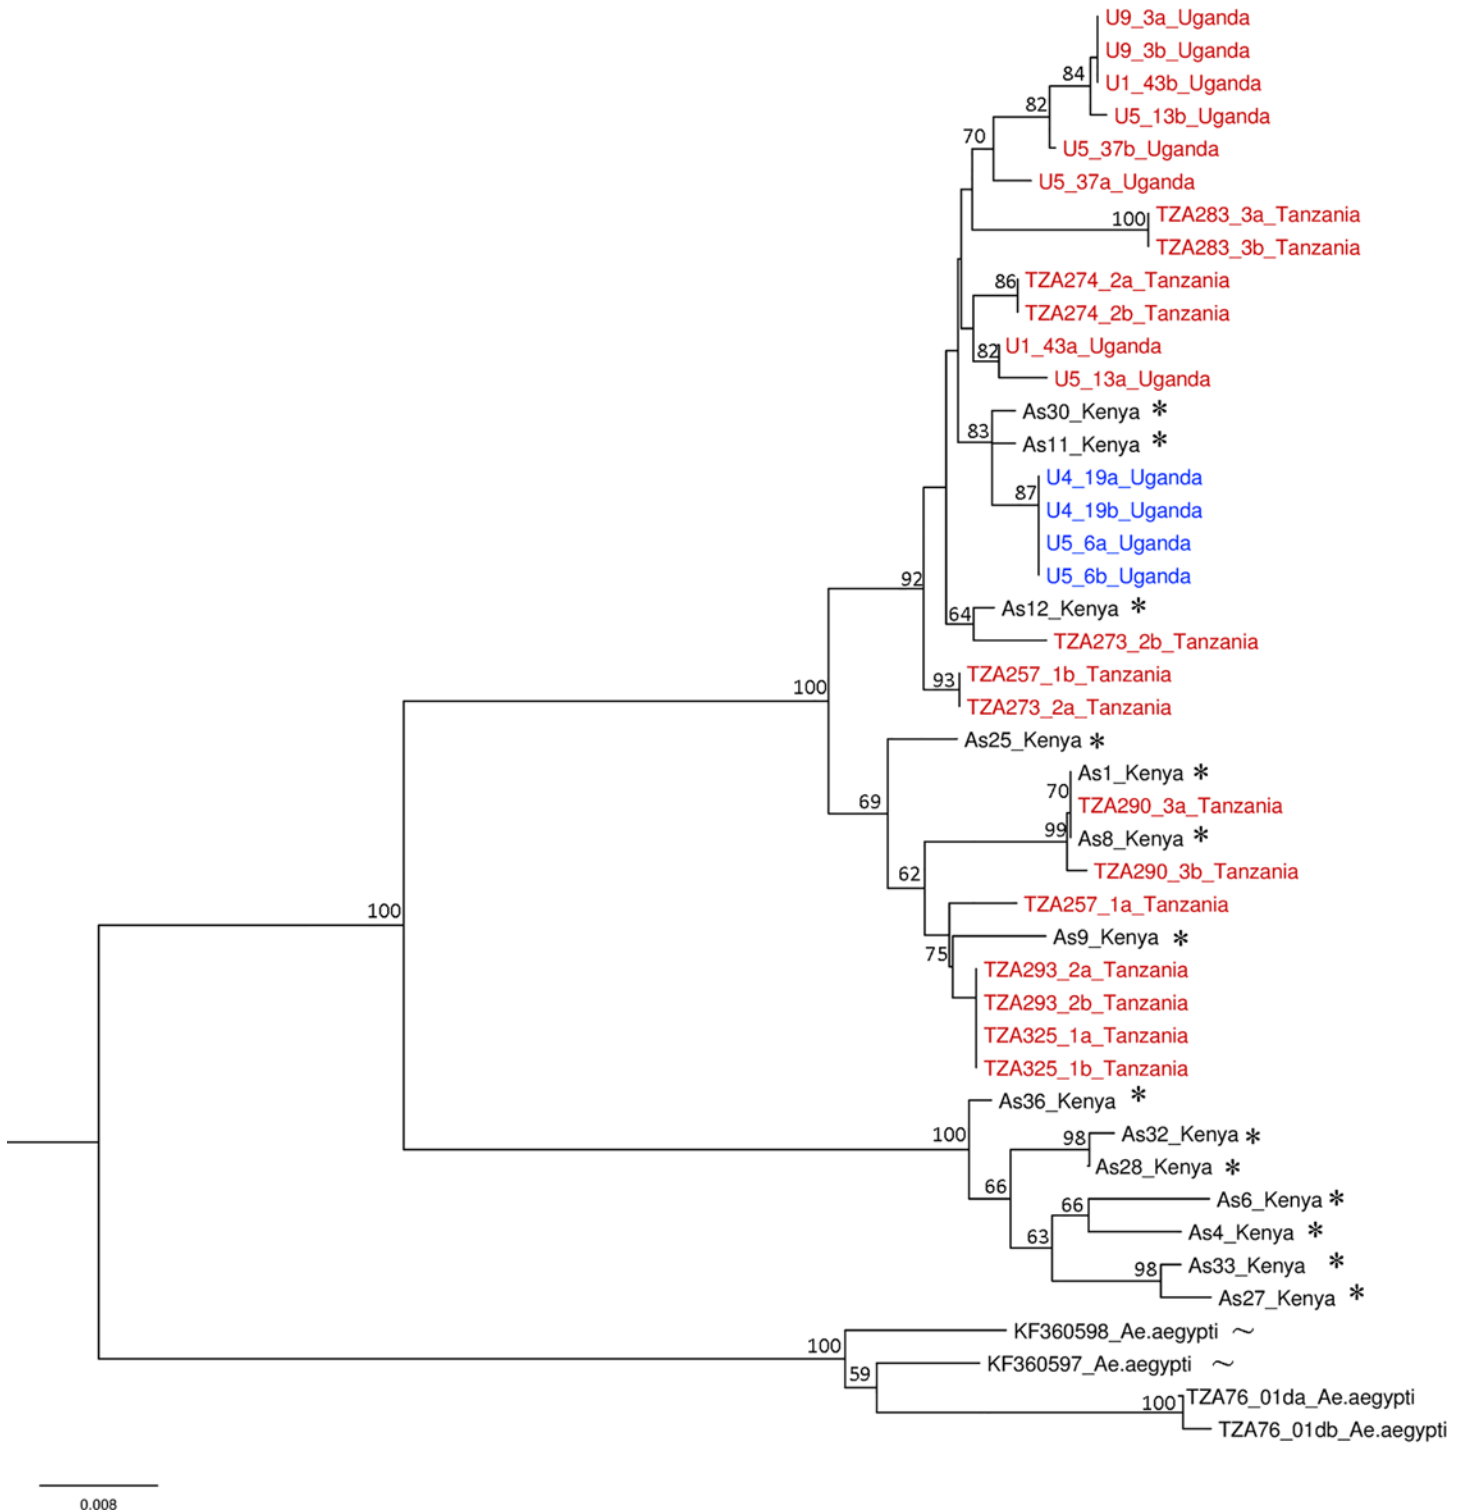 U9_3a_Uganda
U9_3b_Uganda
84
U1_43b_Uganda
82
U5_13b_Uganda
70
U5_37b_Uganda
U5_37a_Uganda
100
TZA283_3a_Tanzania
TZA283_3b_Tanzania
86
TZA274_2a_Tanzania
TZA274_2b_Tanzania
82
U1_43a_Uganda
U5_13a_Uganda
As30_Kenya *
83
As11_Kenya *
U4_19a_Uganda
87
U4_19b_Uganda
U5_6a_Uganda
92
U5_6b_Uganda
64
As12_Kenya *
TZA273_2b_Tanzania
100
93
TZA257_1b_Tanzania
TZA273_2a_Tanzania
As25_Kenya *
As1_Kenya *
70
69
TZA290_3a_Tanzania
99
As8_Kenya *
62
TZA290_3b_Tanzania
100
TZA257_1a_Tanzania
As9_Kenya *
75
TZA293_2a_Tanzania
TZA293_2b_Tanzania
TZA325_1a_Tanzania
TZA325_1b_Tanzania
As36_Kenya *
100
98
As32_Kenya *
As28_Kenya *
66
66
As6_Kenya *
63
As4_Kenya *
98
As33_Kenya *
As27_Kenya *
100
KF360598_Ae.aegypti ~
59
KF360597_Ae.aegypti ~
100
TZA76_01da_Ae.aegypti
TZA76_01db_Ae.aegypti
0.008